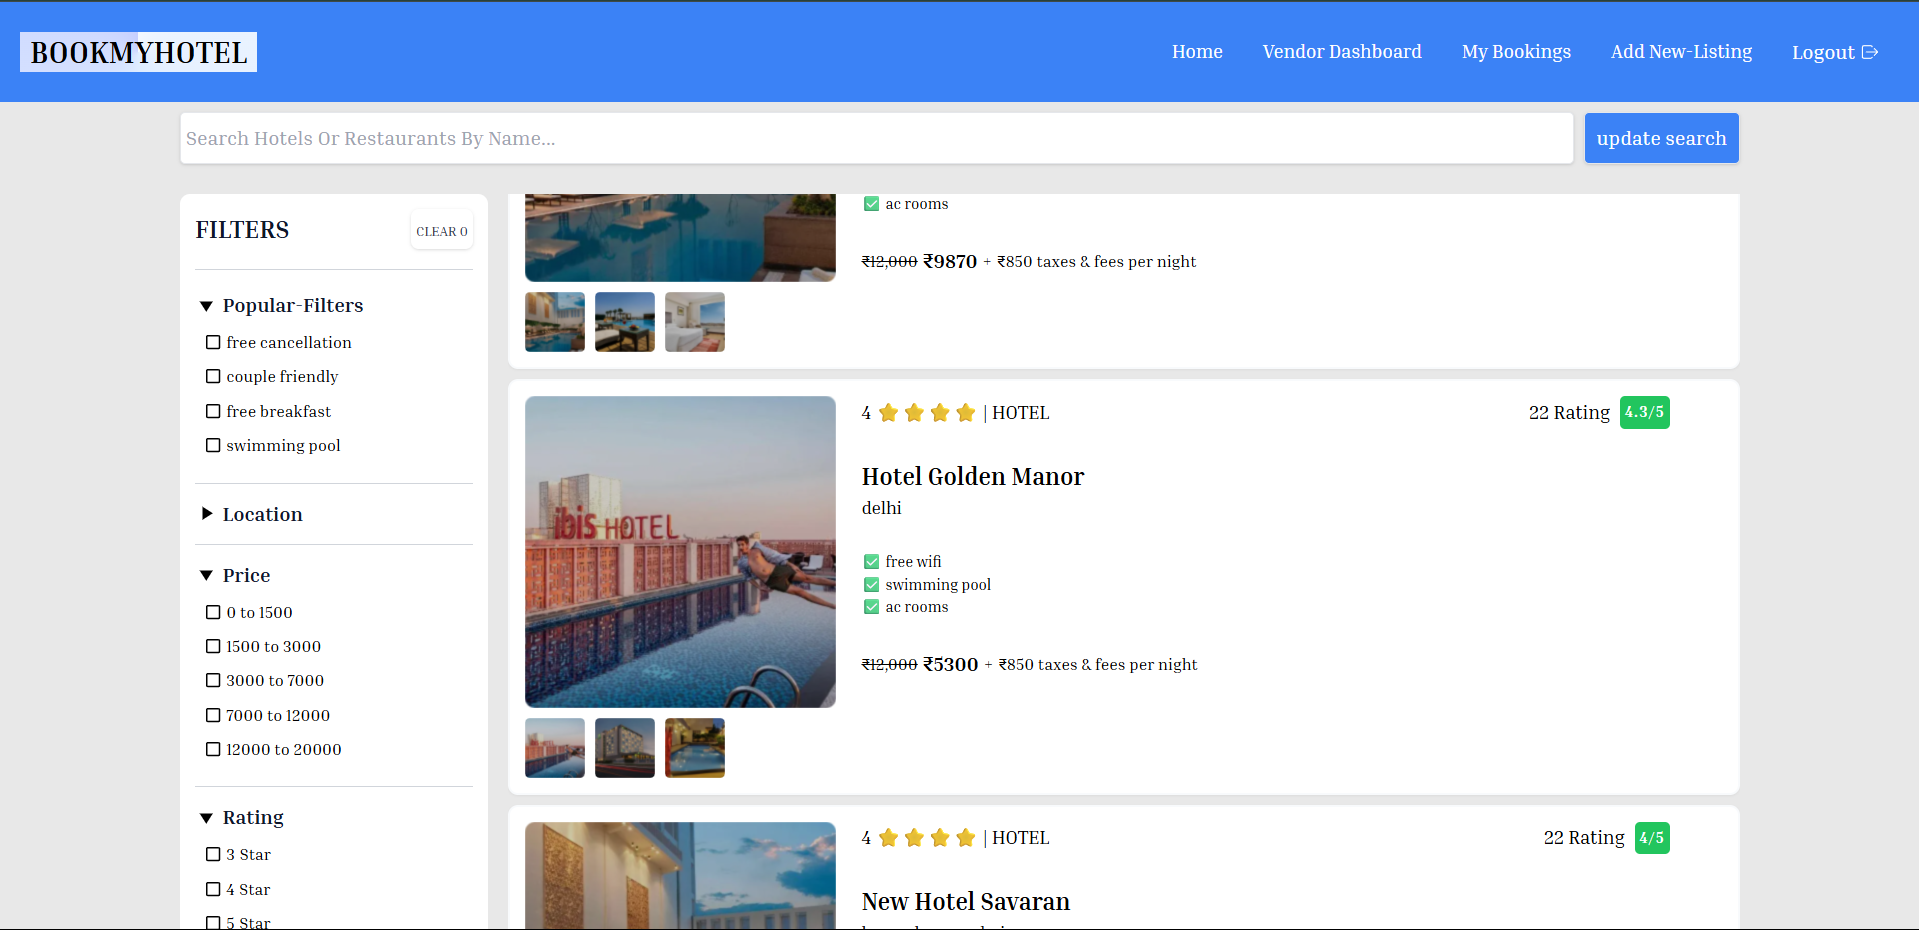 BOOKMYHOTEL
Home
Vendor Dashboard
My Bookings
Add New-Listing
Logout
Search Hotels Or Restaurants By Name...
update search
FILTERS
CLEAR 0
Popular-Filters
free cancellation
couple friendly
free breakfast
swimming pool
Location
Price
0 to 1500
1500 to 3000
3000 to 7000
7000 to 12000
12000 to 20000
Rating
3 Star
4 Star
5 Star
ac rooms
₹12,000 ₹9870 + ₹850 taxes & fees per night
ibis HOTEL
4 ⭐ ⭐ ⭐ ⭐ | HOTEL
22 Rating 4.3/5
Hotel Golden Manor
delhi
free wifi
swimming pool
ac rooms
₹12,000 ₹5300 + ₹850 taxes & fees per night
4 ⭐ ⭐ ⭐ ⭐ | HOTEL
22 Rating 4/5
New Hotel Savaran